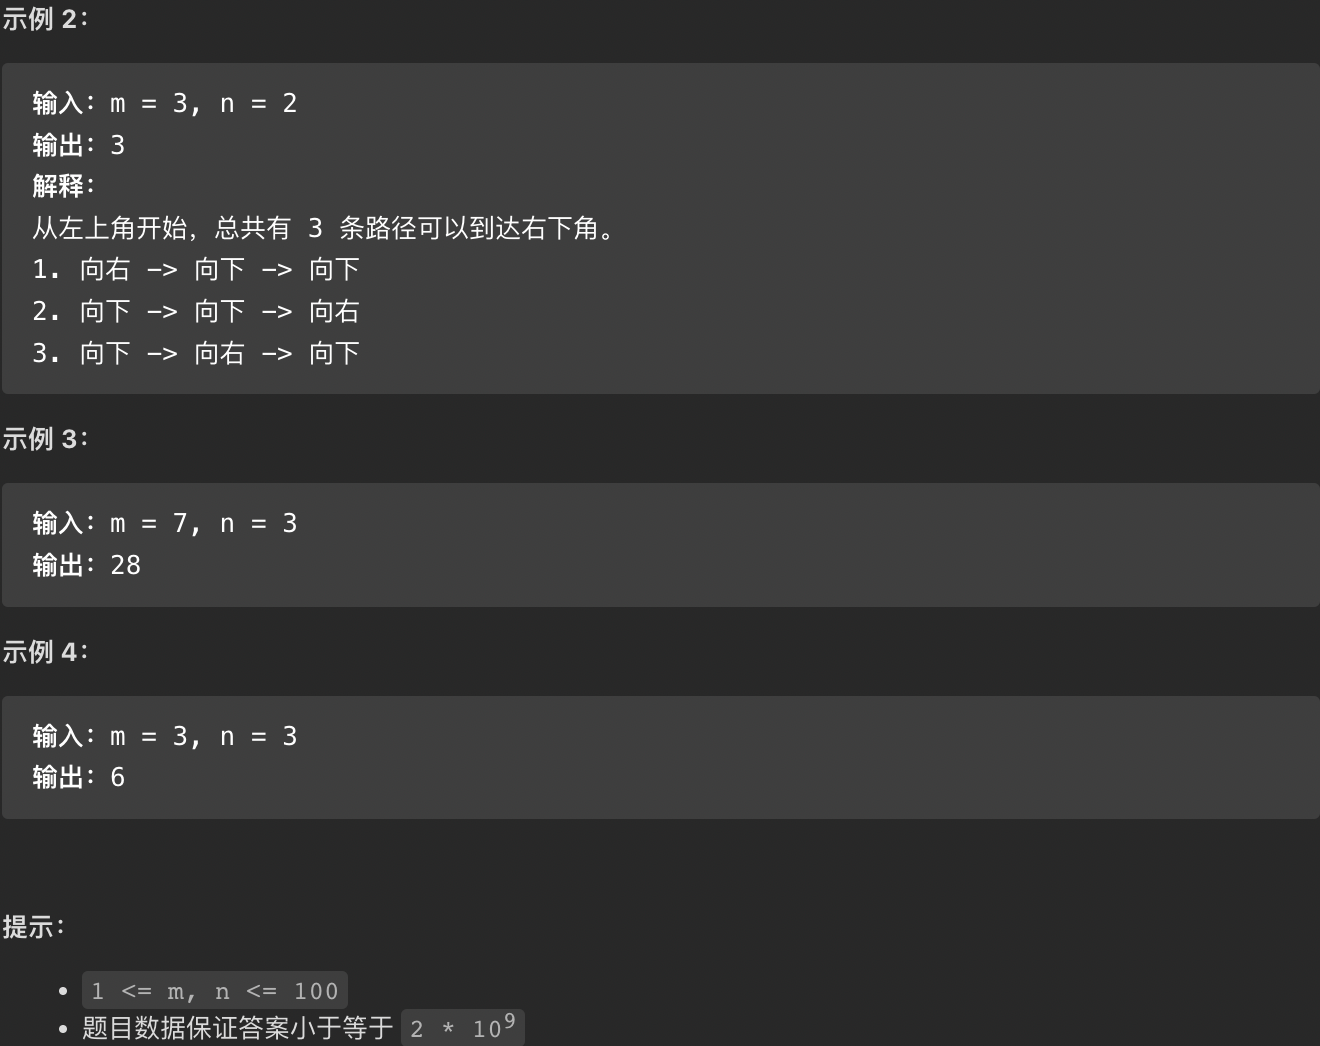 示例 2：
输入：m = 3, n = 2
输出：3
解释：
从左上角开始，总共有 3 条路径可以到达右下角。
1. 向右 -> 向下 -> 向下
2. 向下 -> 向下 -> 向右
3. 向下 -> 向右 -> 向下
示例 3：
输入：m = 7, n = 3
输出：28
示例 4：
输入：m = 3, n = 3
输出：6
提示：
• 1 <= m, n <= 100
• 题目数据保证答案小于等于 2 * 10⁹